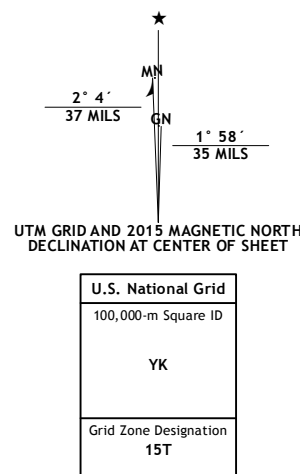 ★
MN
2° 4´
37 MILS
GN
1° 58´
35 MILS
UTM GRID AND 2015 MAGNETIC NORTH
DECLINATION AT CENTER OF SHEET
U.S. National Grid
100,000-m Square ID
YK
Grid Zone Designation
15T